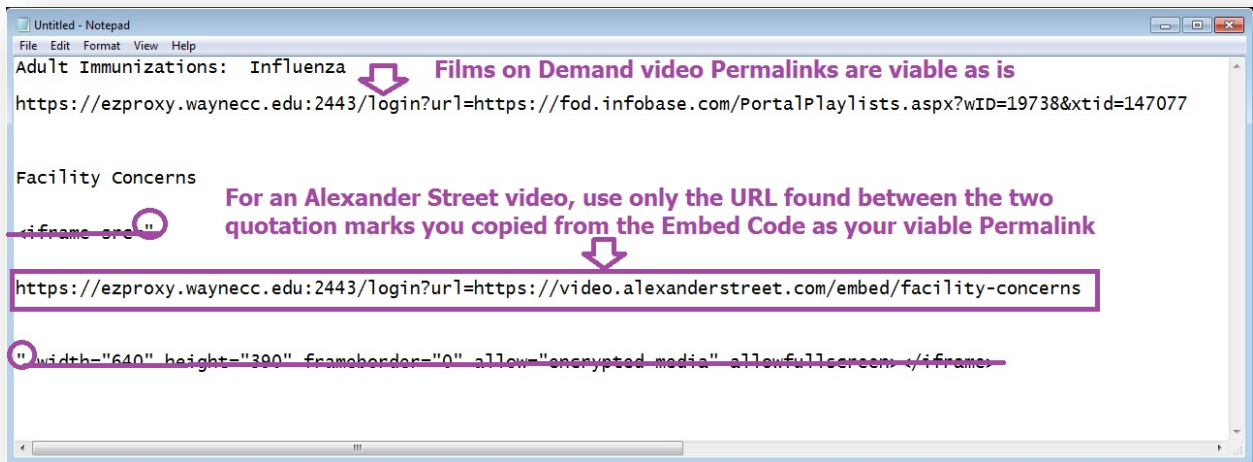 Untitled - Notepad
File Edit Format View Help
Adult Immunizations:  Influenza
Films on Demand video Permalinks are viable as is
https://ezproxy.waynecc.edu:2443/login?url=https://fod.infobase.com/PortalPlaylists.aspx?wID=19738&xtid=147077
Facility Concerns
For an Alexander Street video, use only the URL found between the two
quotation marks you copied from the Embed Code as your viable Permalink
<iframe src="
https://ezproxy.waynecc.edu:2443/login?url=https://video.alexanderstreet.com/embed/facility-concerns
" width="640" height="390" frameborder="0" allow="encrypted-media" allowfullscreen></iframe>